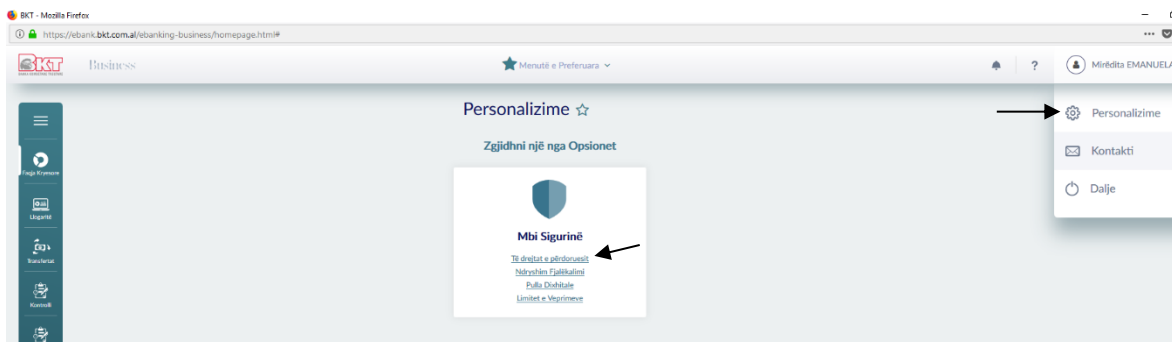 BKT - Mozilla Firefox
https://ebank.bkt.com.al/ebanking-business/homepage.html#
BKT
Business
Menutë e Preferuara
?
Mirëdita EMANUELA
Personalizime
Kontakti
Dalje
Personalizime
Zgjidhni një nga Opsionet
Mbi Sigurinë
Të drejtat e përdoruesit
Ndryshim Fjalëkalimi
Pulla Dixhitale
Limitet e Veprimeve
Faqja Kryesore
Llogaritë
Transfertat
Kontrolli